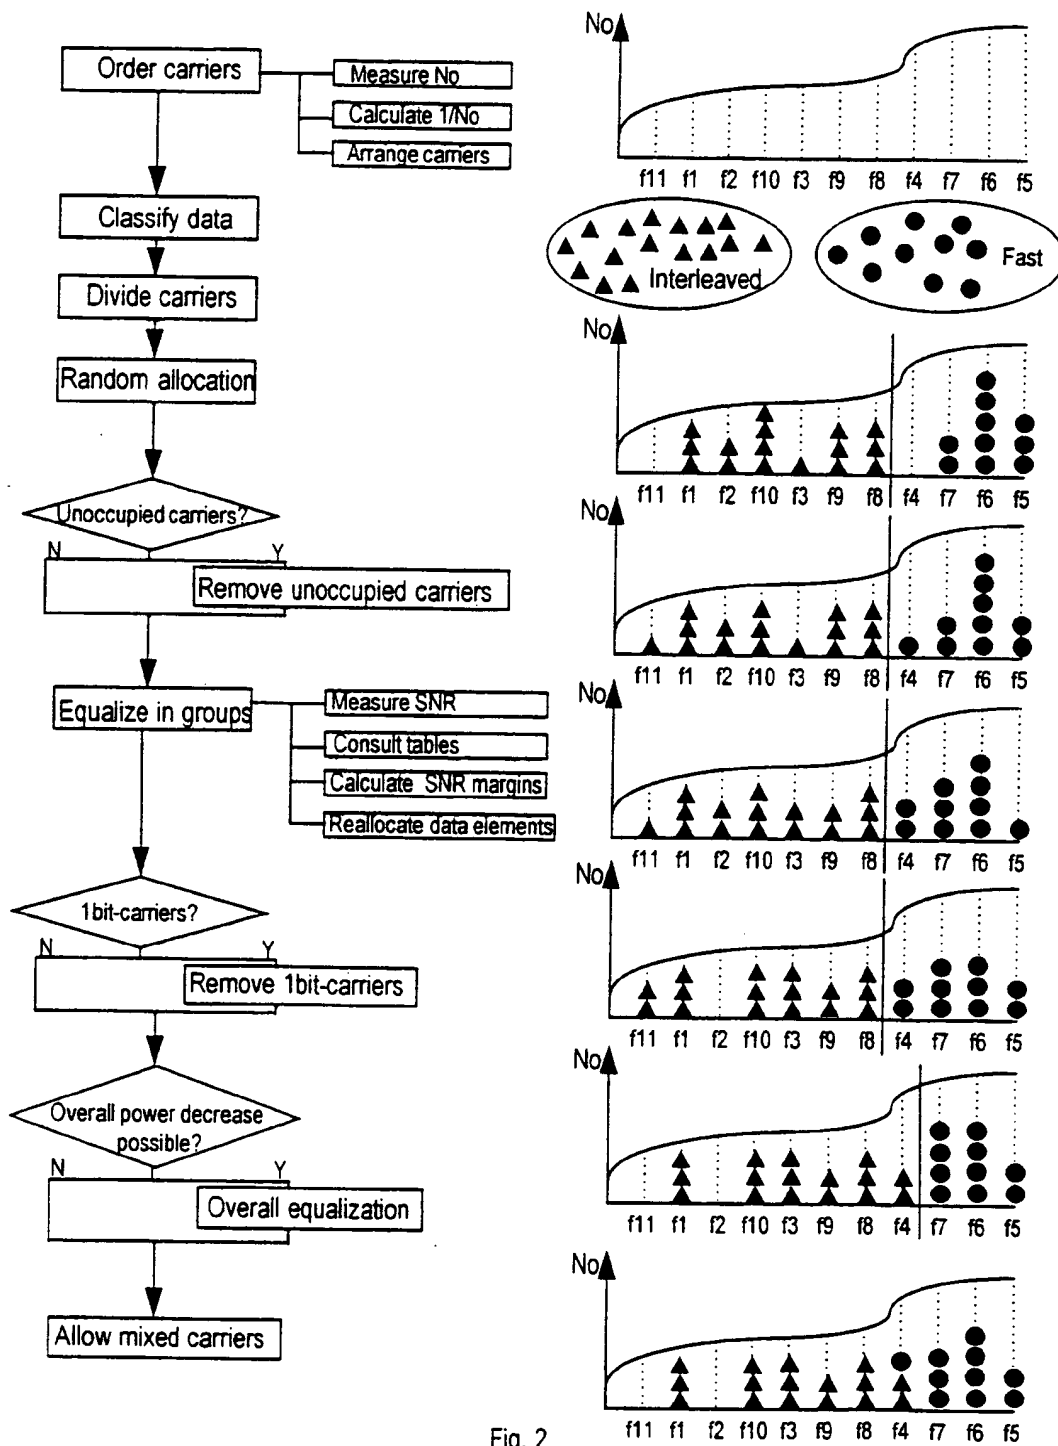 Order carriers
Measure No
Calculate 1/No
Arrange carriers
Classify data
Divide carriers
Random allocation
Unoccupied carriers?
N Y
Remove unoccupied carriers
Equalize in groups
Measure SNR
Consult tables
Calculate SNR margins
Reallocate data elements
1bit-carriers?
N Y
Remove 1bit-carriers
Overall power decrease
possible?
N Y
Overall equalization
Allow mixed carriers
No
f11 f1 f2 f10 f3 f9 f8 f4 f7 f6 f5
Interleaved
Fast
No
f11 f1 f2 f10 f3 f9 f8 f4 f7 f6 f5
No
f11 f1 f2 f10 f3 f9 f8 f4 f7 f6 f5
No
f11 f1 f2 f10 f3 f9 f8 f4 f7 f6 f5
No
f11 f1 f2 f10 f3 f9 f8 f4 f7 f6 f5
No
f11 f1 f2 f10 f3 f9 f8 f4 f7 f6 f5
No
f11 f1 f2 f10 f3 f9 f8 f4 f7 f6 f5
Fig. 2